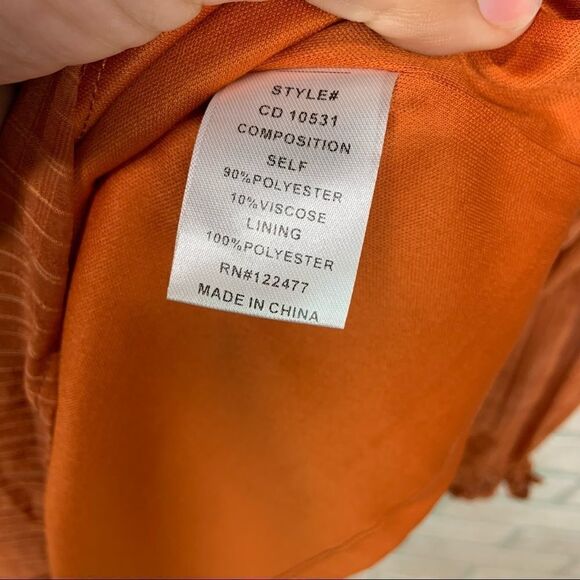 STYLE#
CD 10531
COMPOSITION
SELF
90%POLYESTER
10%VISCOSE
LINING
100%POLYESTER
RN#122477
MADE IN CHINA